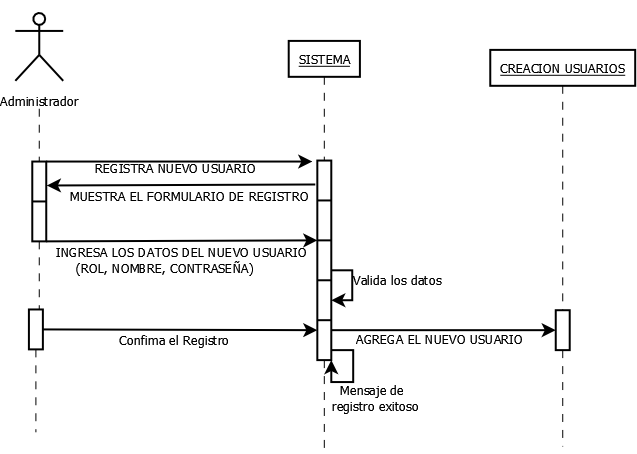 SISTEMA
CREACION USUARIOS
Administrador
REGISTRA NUEVO USUARIO
MUESTRA EL FORMULARIO DE REGISTRO
INGRESA LOS DATOS DEL NUEVO USUARIO
(ROL, NOMBRE, CONTRASEÑA)
Valida los datos
Confima el Registro
AGREGA EL NUEVO USUARIO
Mensaje de
registro exitoso